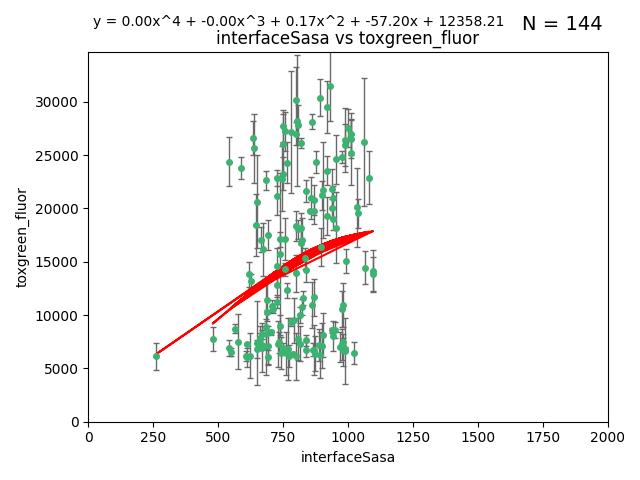 y = 0.00x^4 + -0.00x^3 + 0.17x^2 + -57.20x + 12358.21
N = 144
interfaceSasa vs toxgreen_fluor
30000
25000
20000
15000
10000
5000
0
toxgreen_fluor
0 250 500 750 1000 1250 1500 1750 2000
interfaceSasa